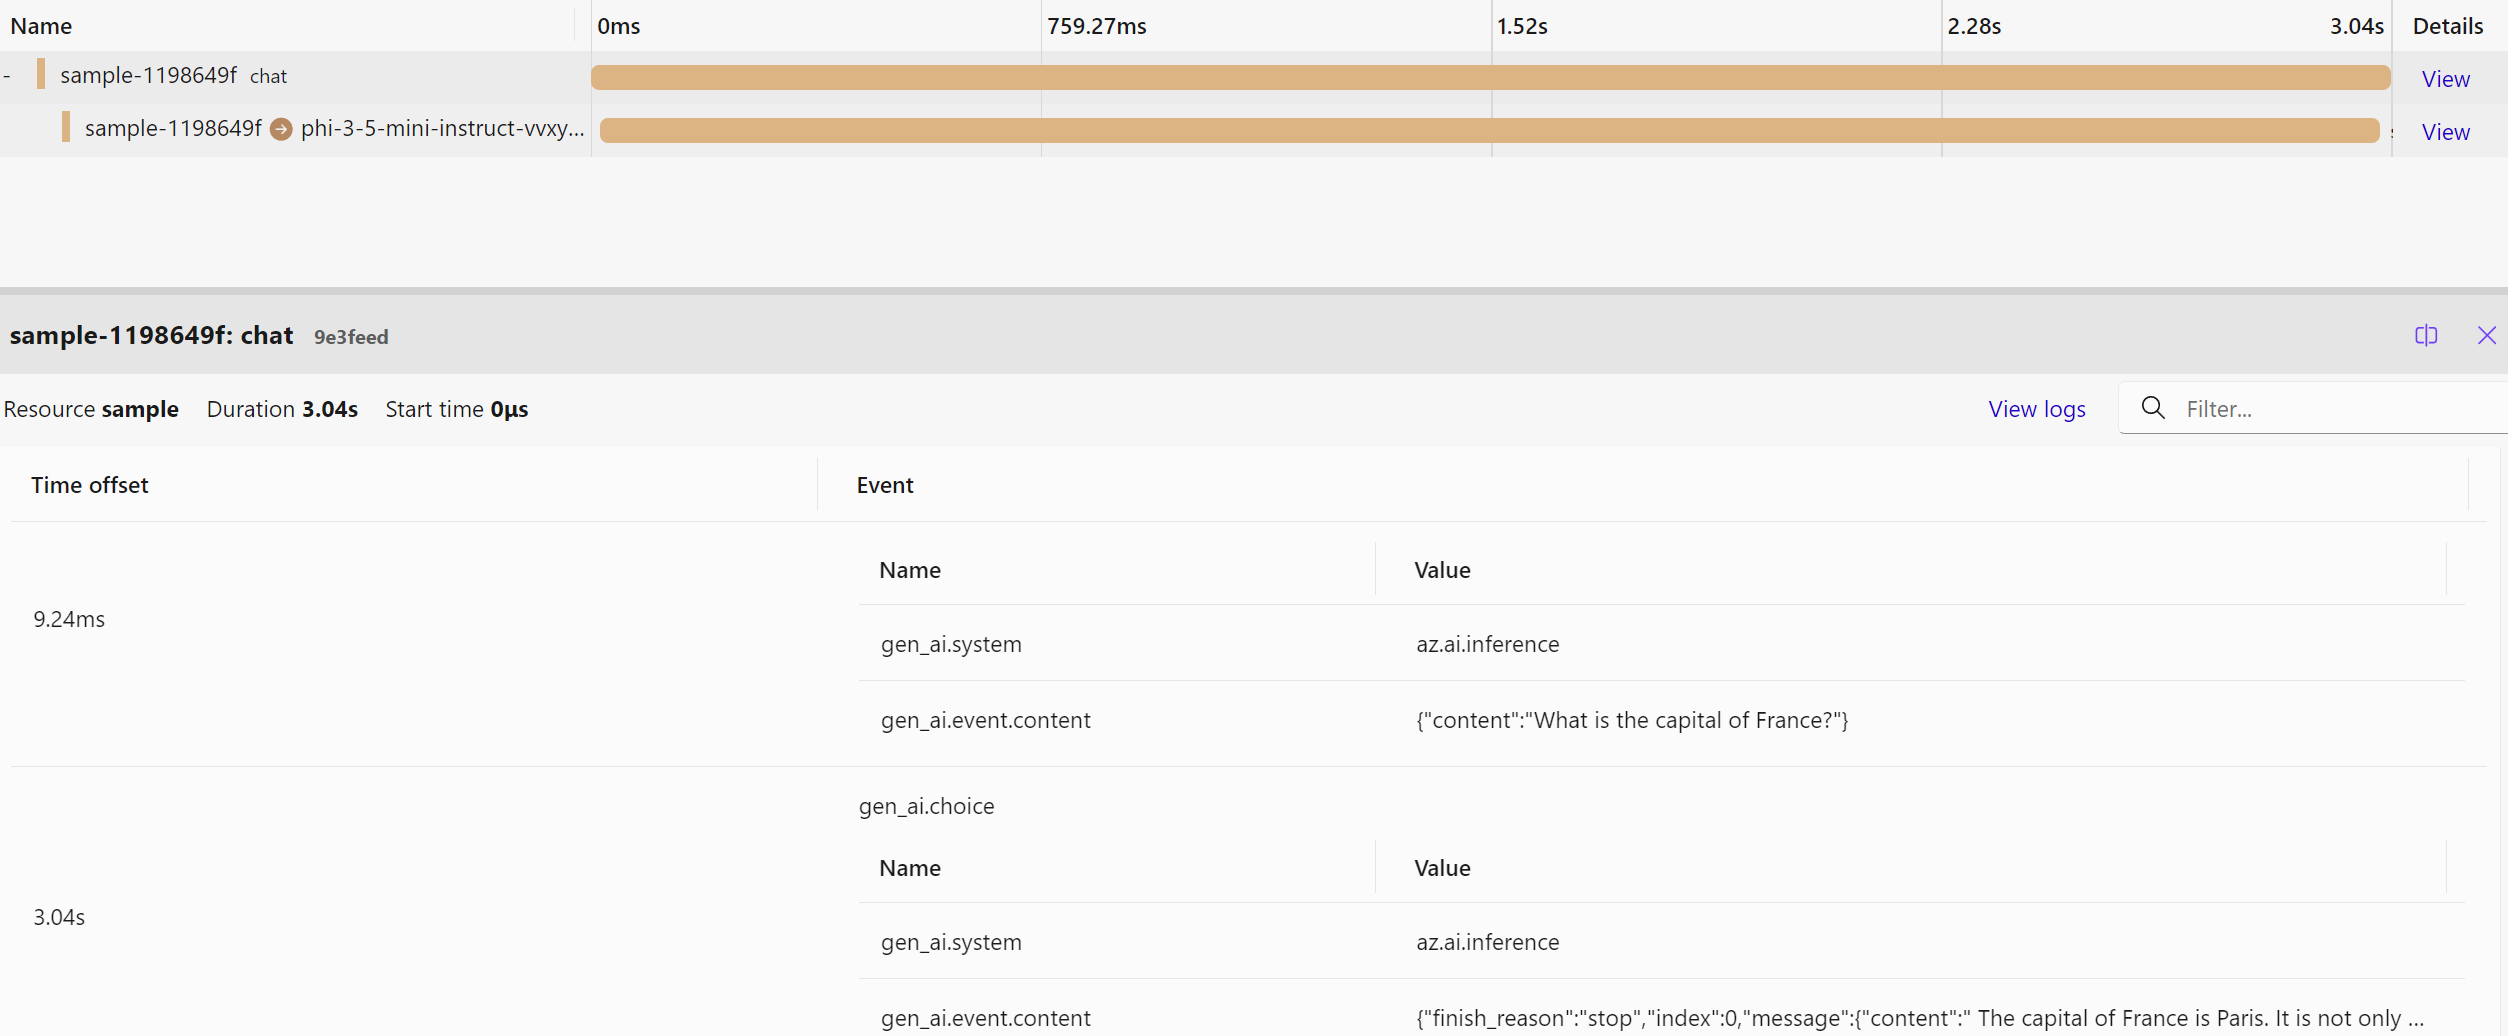 Name 0ms 759.27ms 1.52s 2.28s 3.04s Details
- sample-1198649f chat View
sample-1198649f phi-3-5-mini-instruct-vvxy... View
sample-1198649f: chat 9e3feed
Resource sample Duration 3.04s Start time 0μs View logs Filter...
Time offset Event
Name Value
9.24ms
gen_ai.system az.ai.inference
gen_ai.event.content {"content":"What is the capital of France?"}
gen_ai.choice
Name Value
3.04s
gen_ai.system az.ai.inference
gen_ai.event.content {"finish_reason":"stop","index":0,"message":{"content":" The capital of France is Paris. It is not only ...